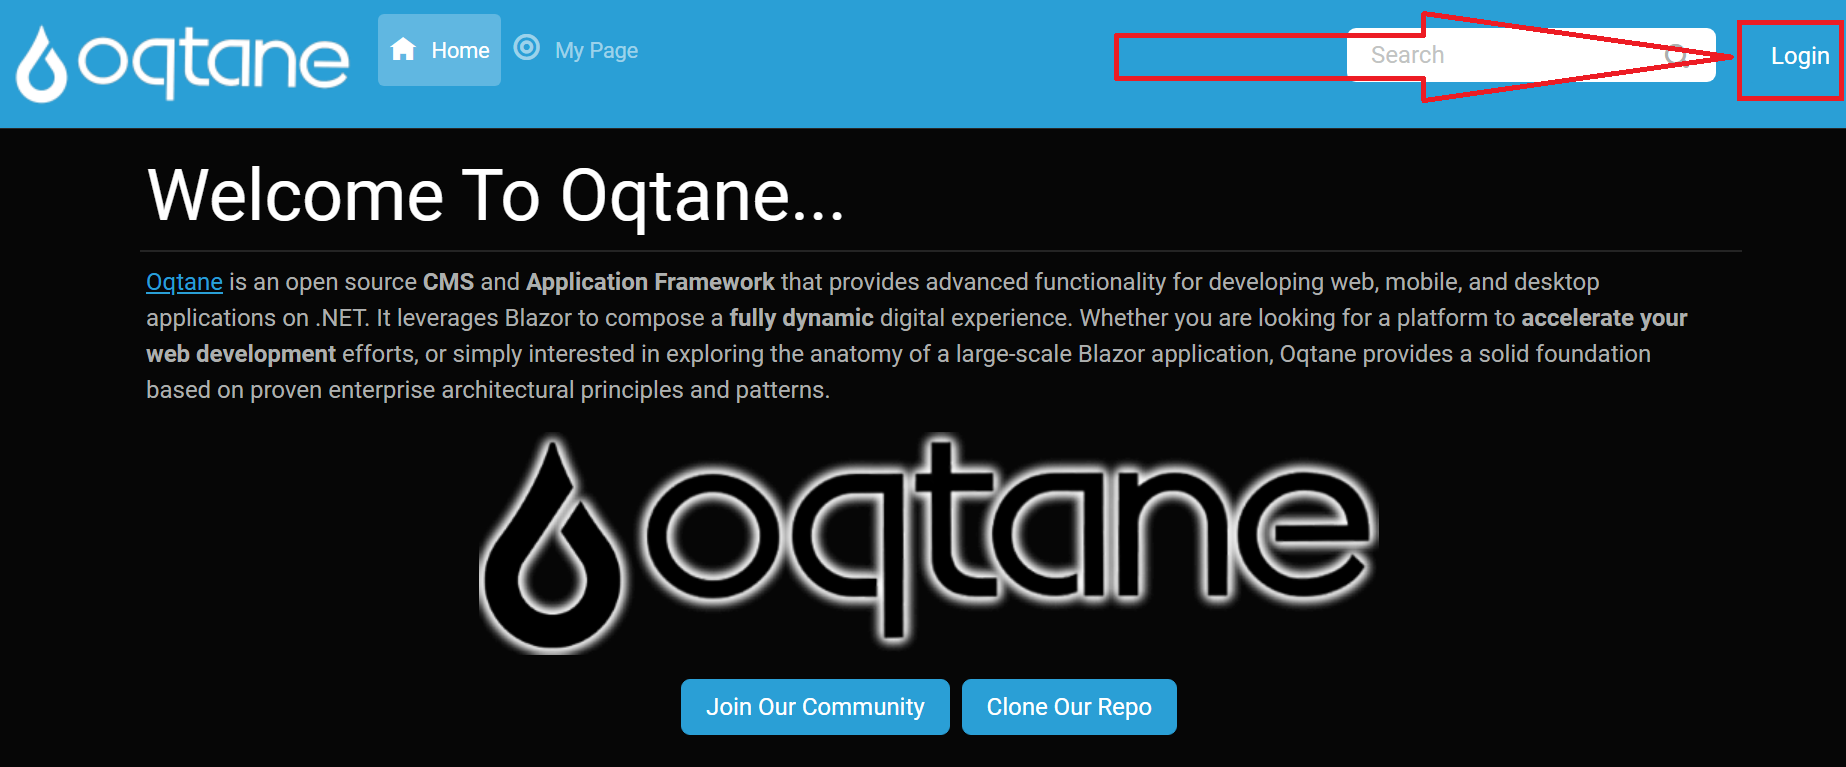 oqtane
Home
My Page
Search
Login
Welcome To Oqtane...
Oqtane is an open source CMS and Application Framework that provides advanced functionality for developing web, mobile, and desktop
applications on .NET. It leverages Blazor to compose a fully dynamic digital experience. Whether you are looking for a platform to accelerate your
web development efforts, or simply interested in exploring the anatomy of a large-scale Blazor application, Oqtane provides a solid foundation
based on proven enterprise architectural principles and patterns.
oqtane
Join Our Community
Clone Our Repo